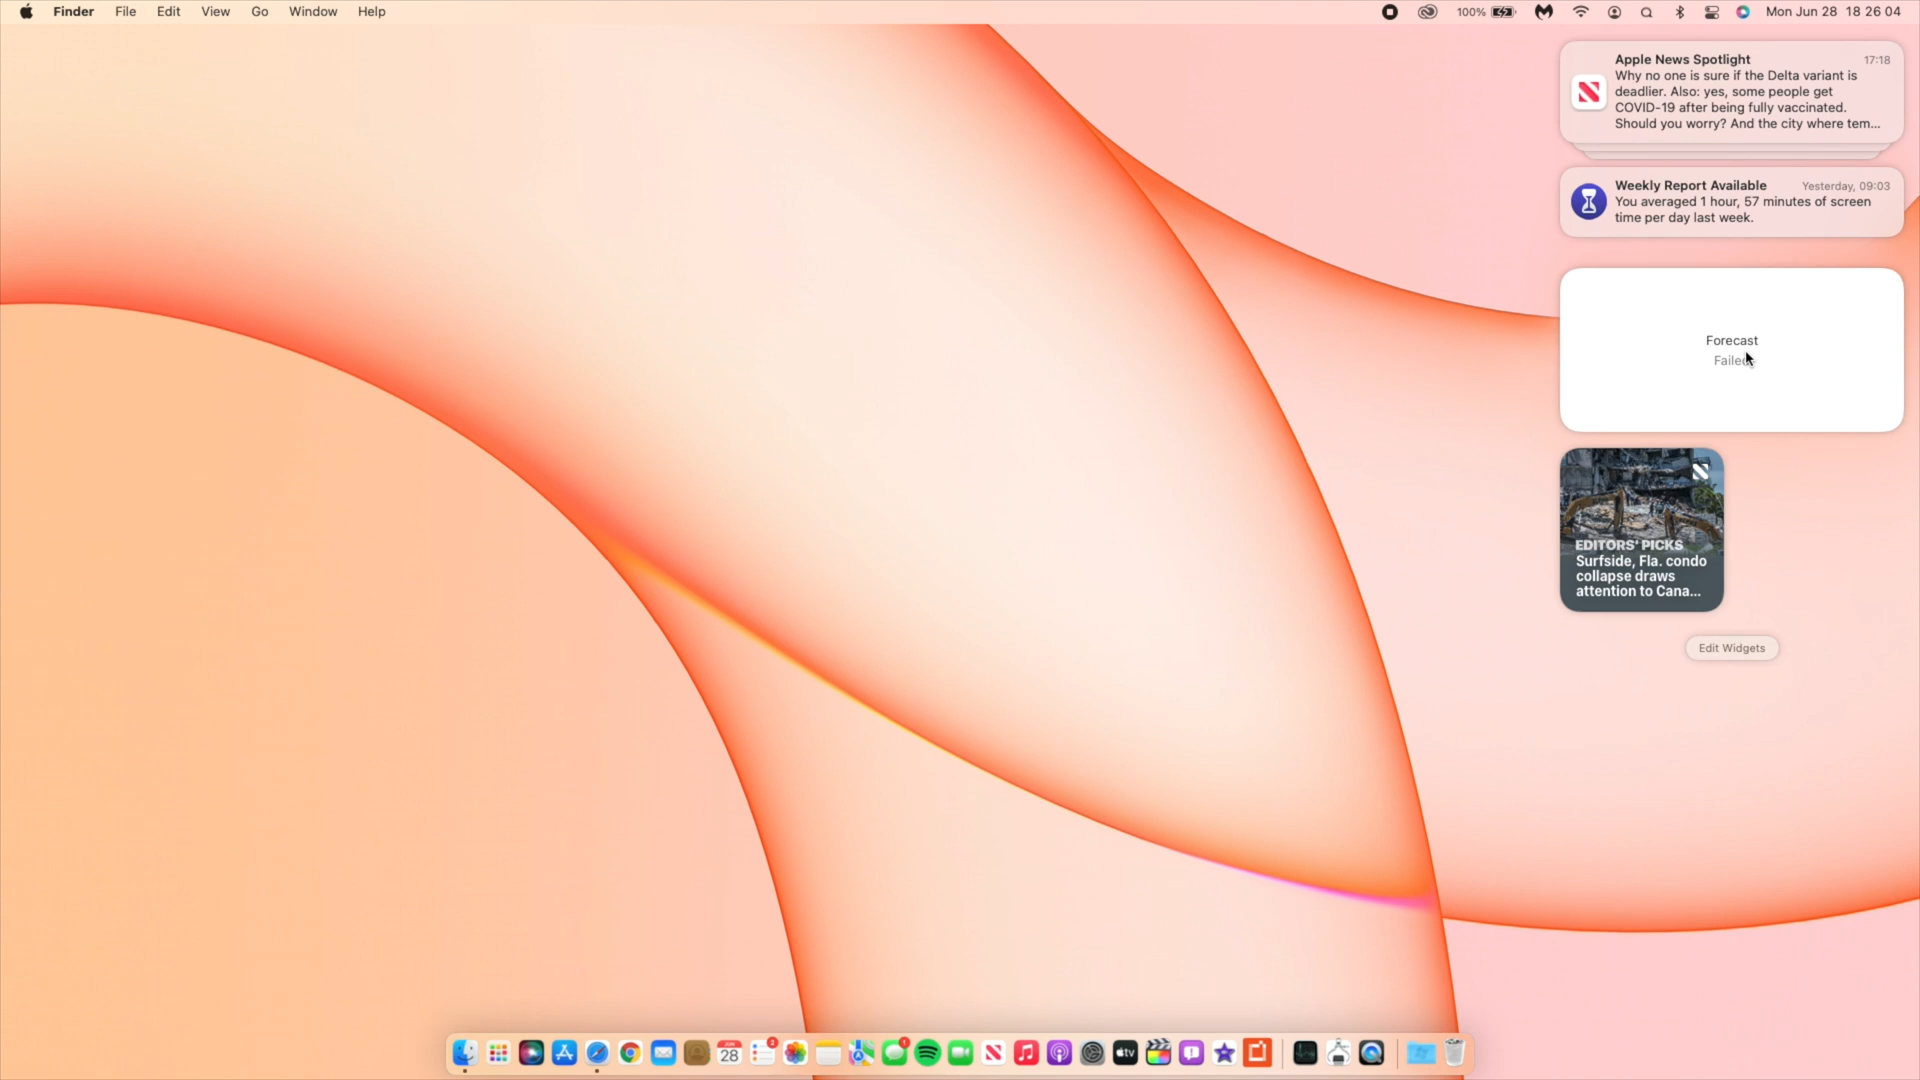 Finder File Edit View Go Window Help
100% Mon Jun 28 18 26 04
Apple News Spotlight 17:18
Why no one is sure if the Delta variant is
deadlier. Also: yes, some people get
COVID-19 after being fully vaccinated.
Should you worry? And the city where tem...
Weekly Report Available Yesterday, 09:03
You averaged 1 hour, 57 minutes of screen
time per day last week.
Forecast
EDITORS' PICKS
Surfside, Fla. condo
collapse draws
attention to Cana...
Edit Widgets
JUN
28
2
1
tv